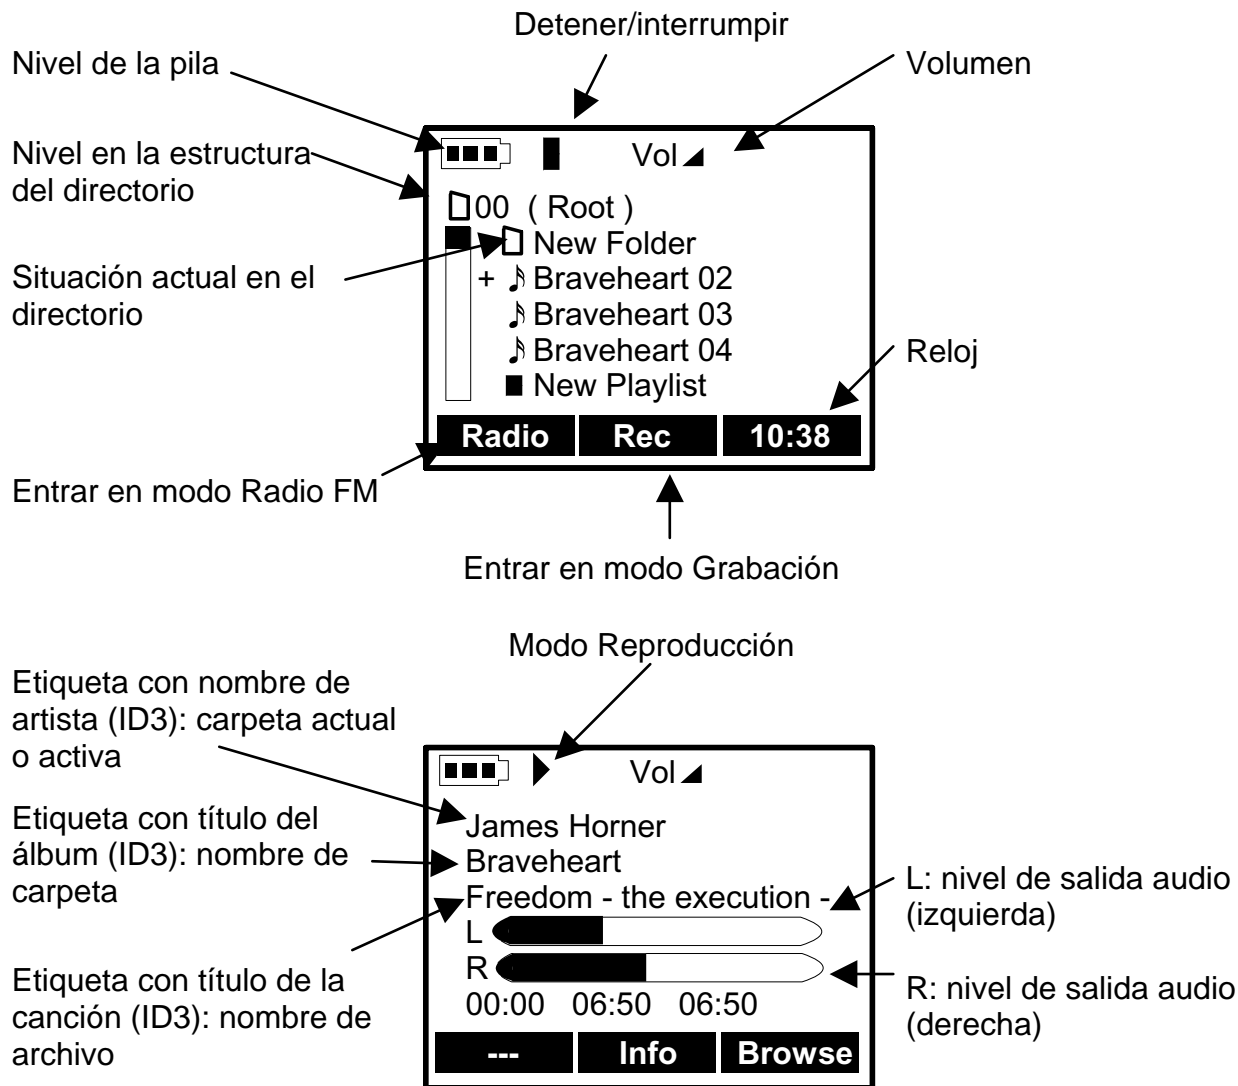 Detener/interrumpir
Nivel de la pila
Volumen
Nivel en la estructura
del directorio
Vol
00 ( Root )
New Folder
Situación actual en el
directorio
+ Braveheart 02
Braveheart 03
Braveheart 04
New Playlist
Reloj
Radio Rec 10:38
Entrar en modo Radio FM
Entrar en modo Grabación
Modo Reproducción
Etiqueta con nombre de
artista (ID3): carpeta actual
o activa
Vol
Etiqueta con título del
álbum (ID3): nombre de
carpeta
James Horner
Braveheart
Freedom - the execution -
L
R
00:00 06:50 06:50
L: nivel de salida audio
(izquierda)
Etiqueta con título de la
canción (ID3): nombre de
archivo
R: nivel de salida audio
(derecha)
--- Info Browse